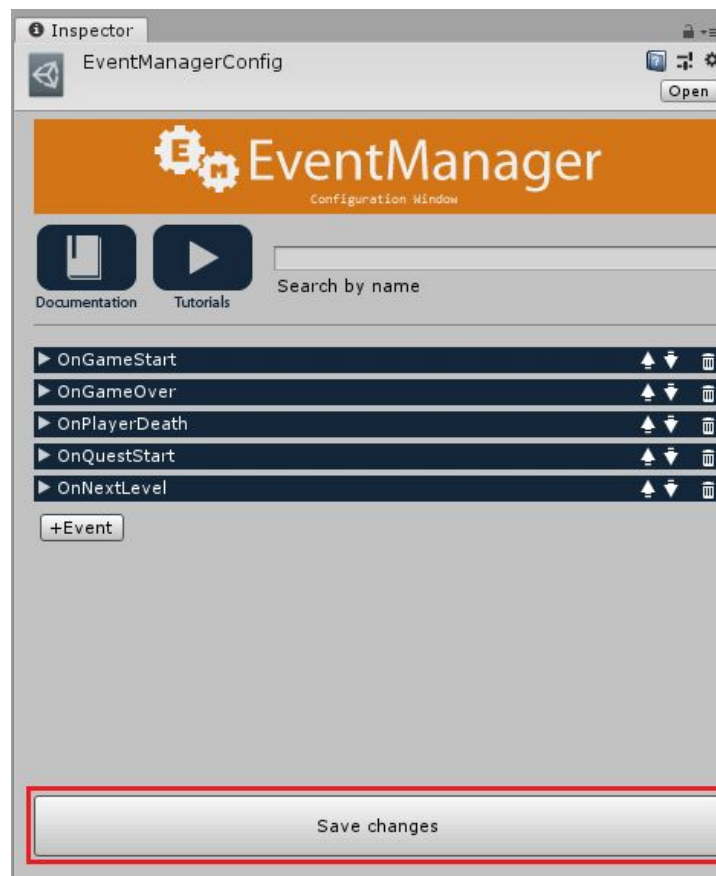 Inspector
EventManagerConfig
Open
EventManager
Configuration Window
Documentation
Tutorials
Search by name
OnGameStart
OnGameOver
OnPlayerDeath
OnQuestStart
OnNextLevel
+Event
Save changes